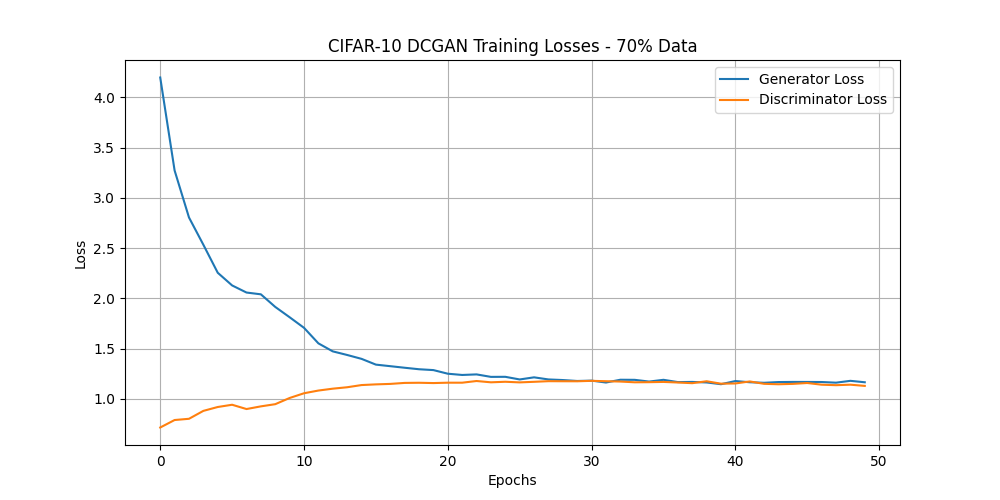 CIFAR-10 DCGAN Training Losses - 70% Data
Generator Loss
Discriminator Loss
4.0
3.5
3.0
2.5
2.0
1.5
1.0
Loss
0 10 20 30 40 50
Epochs